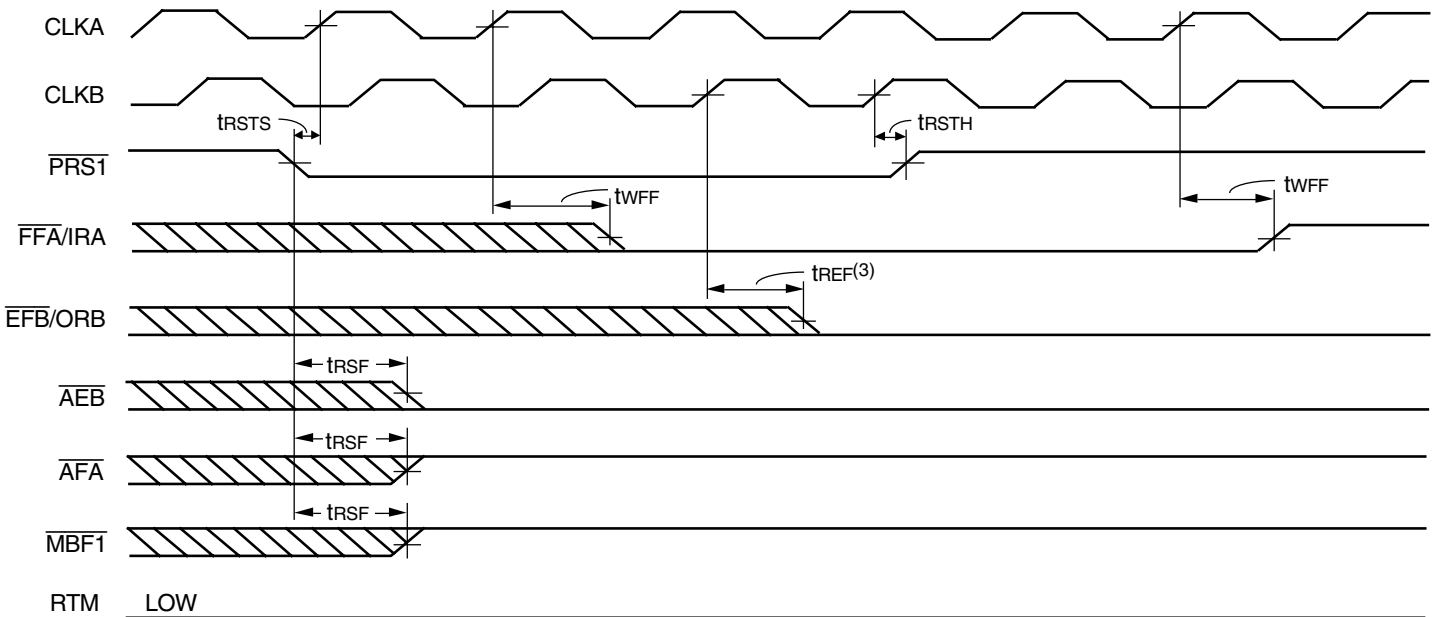 CLKA
CLKB
tRSTS
tRSTH
PRS1
tWFF
tWFF
FFA/IRA
tREF(3)
EFB/ORB
tRSF
AEB
tRSF
AFA
tRSF
MBF1
RTM LOW